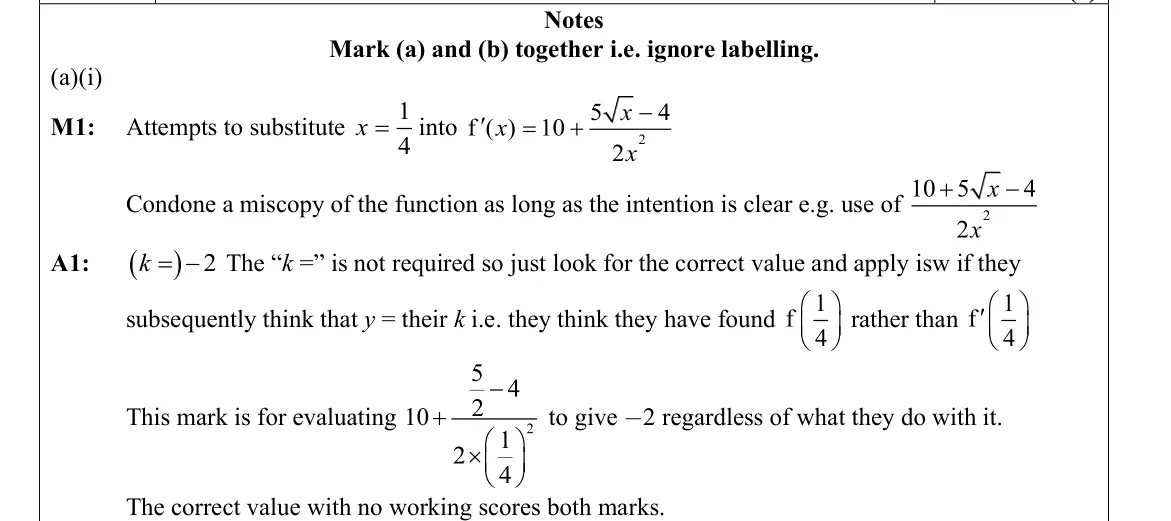 Notes
Mark (a) and (b) together i.e. ignore labelling.
(a)(i)
M1: Attempts to substitute x = 1/4 into f′(x) = 10 + (5√x − 4)/(2x²)
Condone a miscopy of the function as long as the intention is clear e.g. use of (10 + 5√x − 4)/(2x²)
A1: (k =) − 2 The “k =” is not required so just look for the correct value and apply isw if they
subsequently think that y = their k i.e. they think they have found f(1/4) rather than f′(1/4)
This mark is for evaluating 10 + (5/2 − 4)/(2×(1/4)²) to give −2 regardless of what they do with it.
The correct value with no working scores both marks.